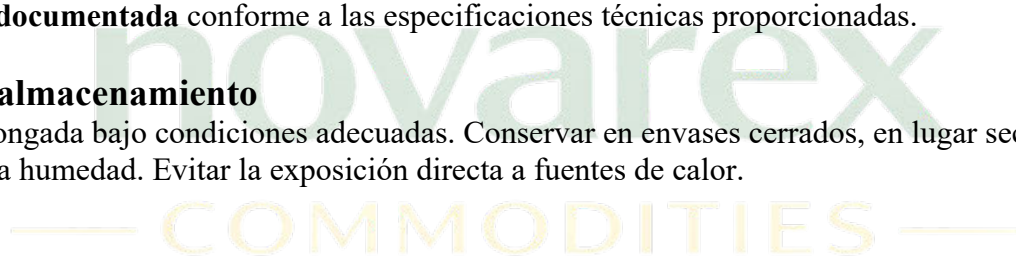 documentada conforme a las especificaciones técnicas proporcionadas.
novarex
almacenamiento
ongada bajo condiciones adecuadas. Conservar en envases cerrados, en lugar sec
a humedad. Evitar la exposición directa a fuentes de calor.
COMMODITIES